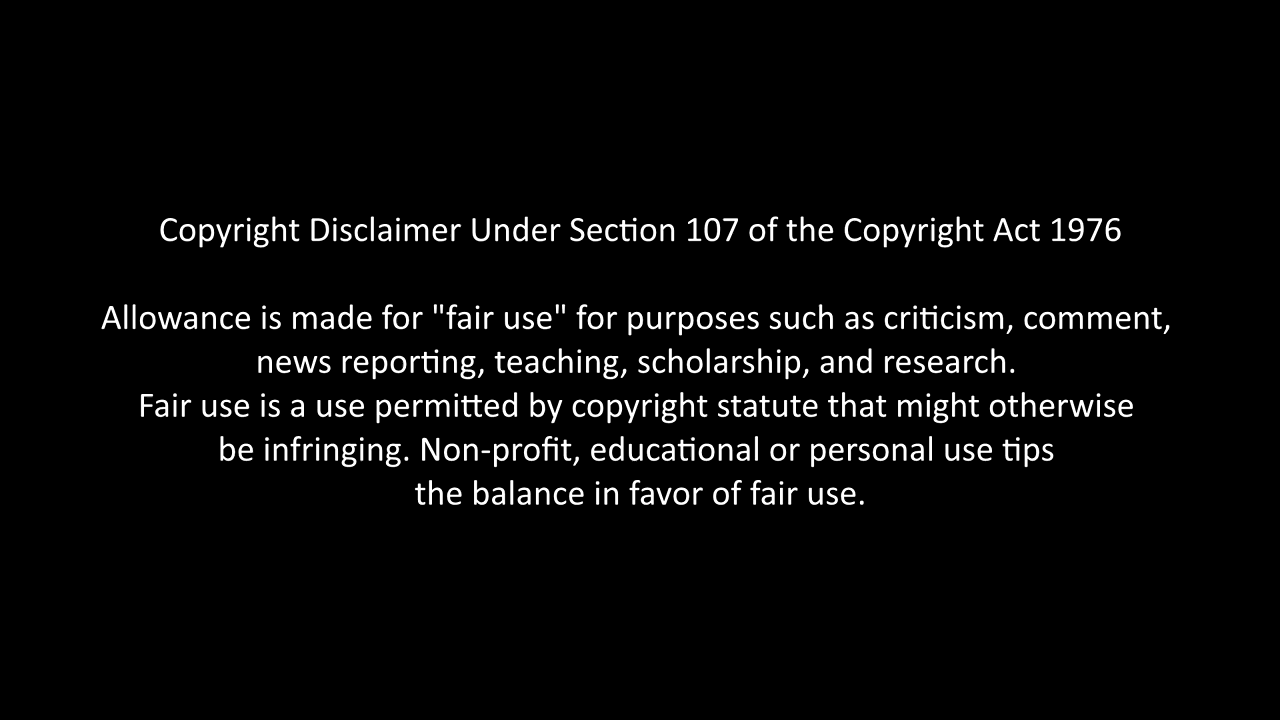 Copyright Disclaimer Under Section 107 of the Copyright Act 1976
Allowance is made for "fair use" for purposes such as criticism, comment,
news reporting, teaching, scholarship, and research.
Fair use is a use permitted by copyright statute that might otherwise
be infringing. Non-profit, educational or personal use tips
the balance in favor of fair use.